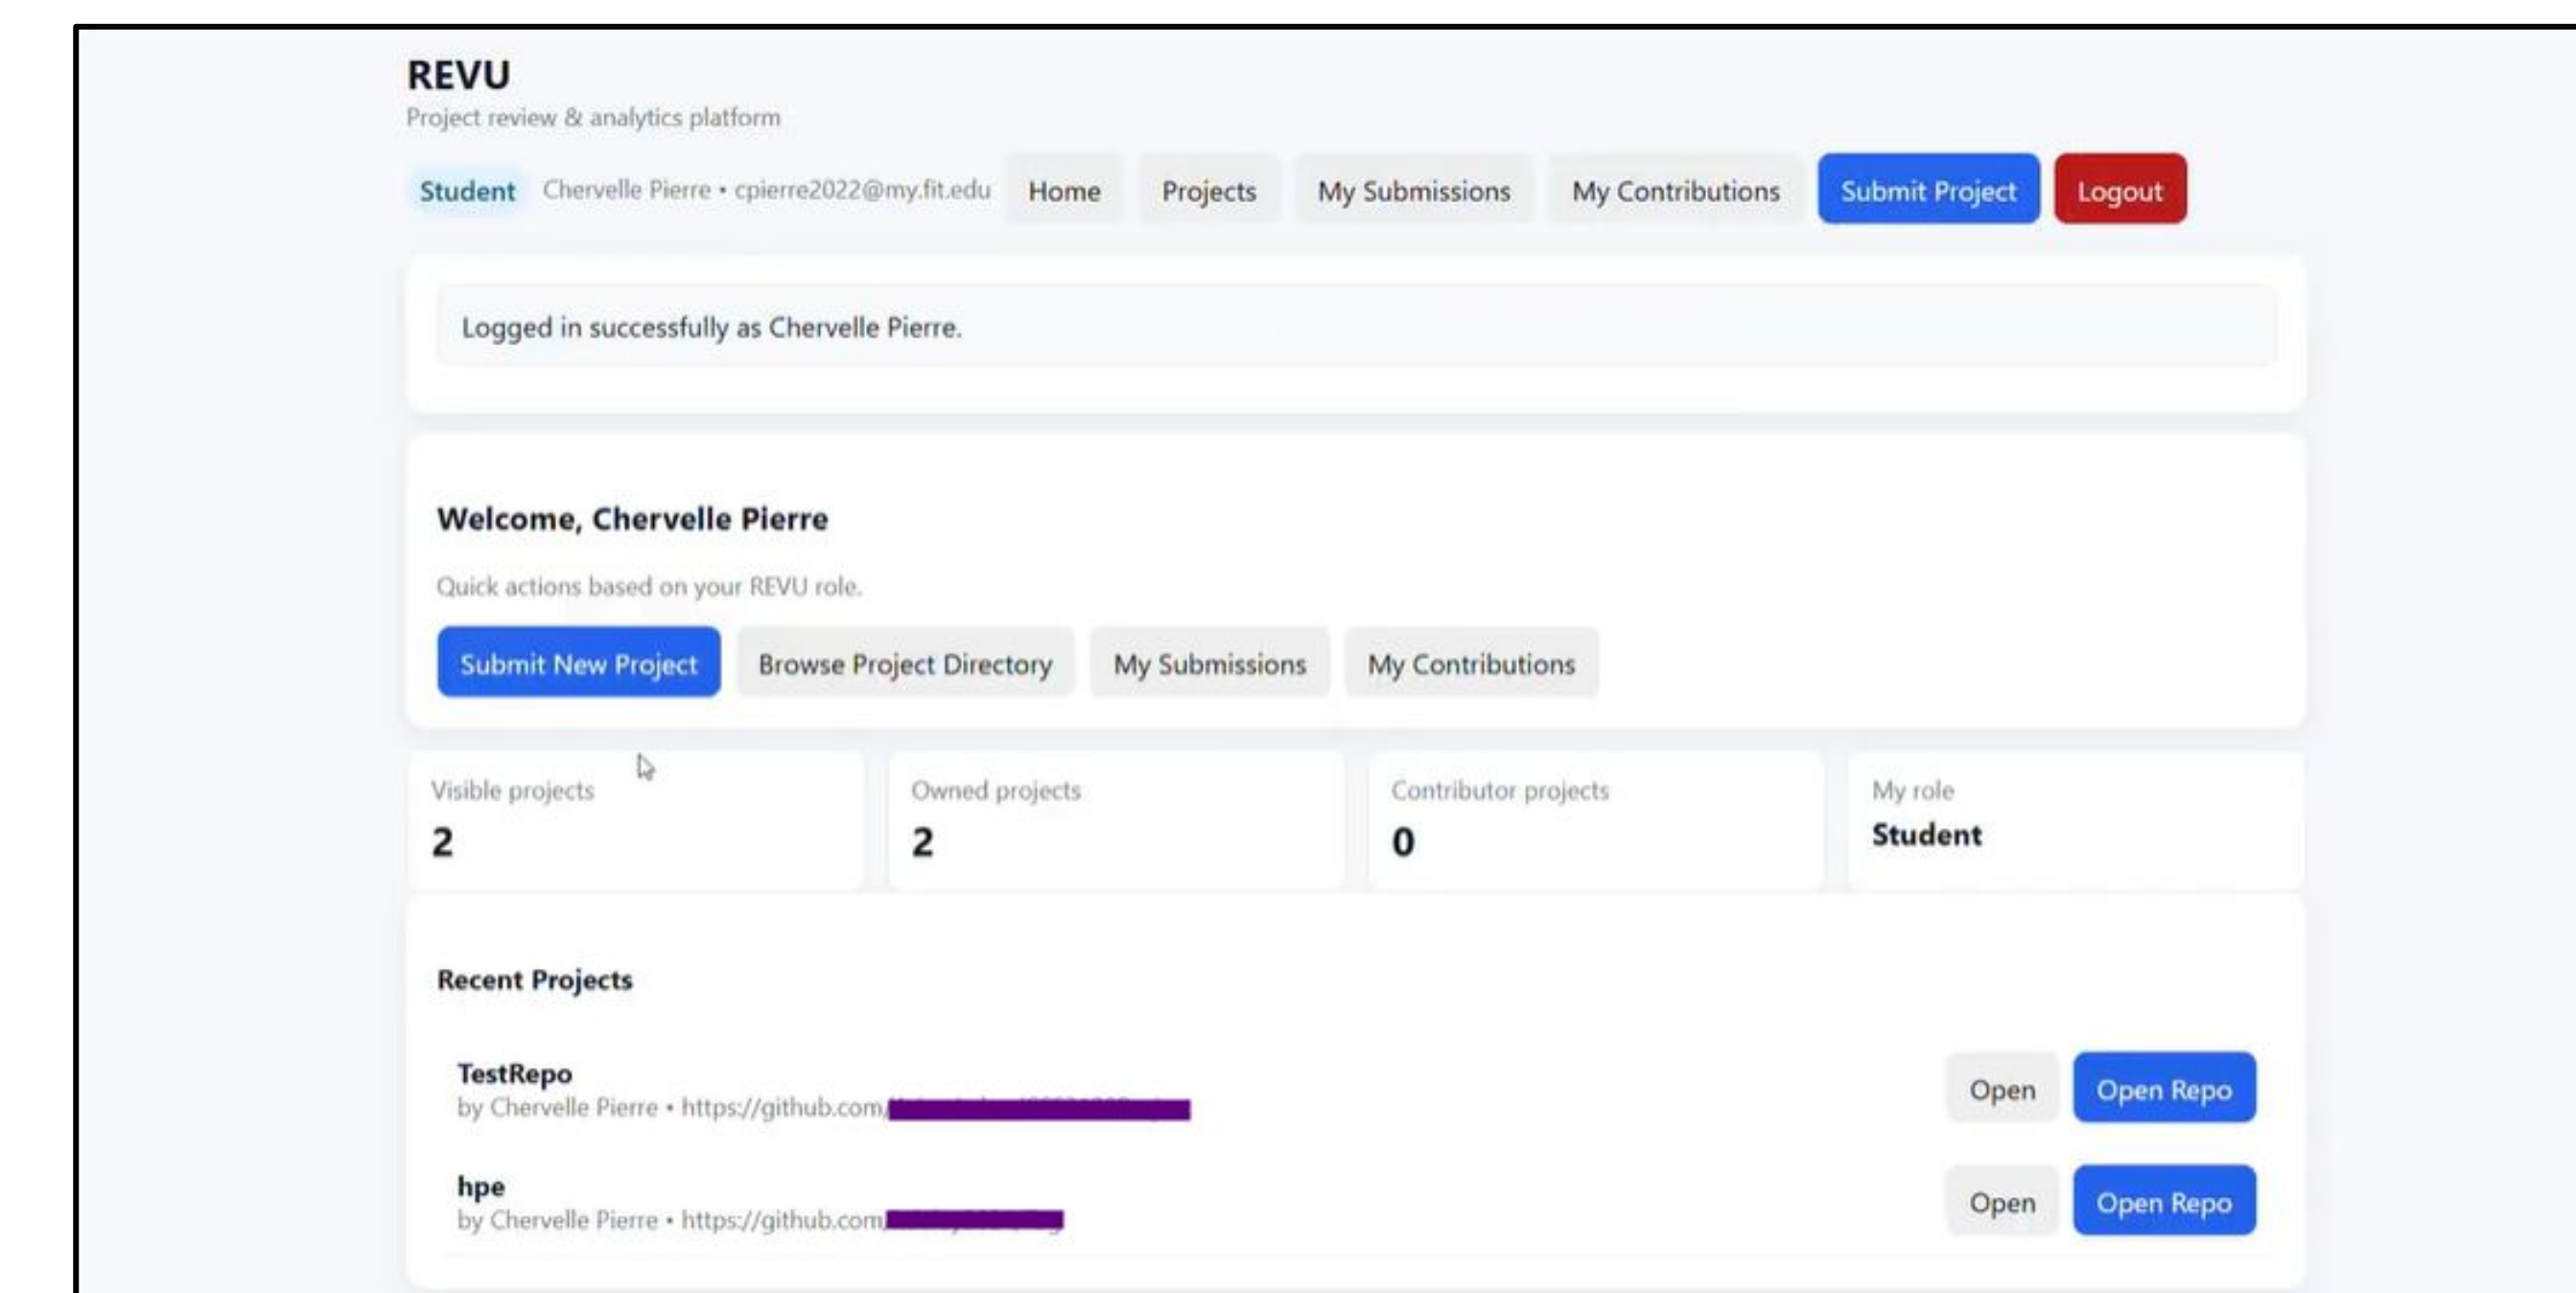 REVU
Project review & analytics platform
Student Chervelle Pierre • cpierre2022@my.fit.edu Home Projects My Submissions My Contributions Submit Project Logout
Logged in successfully as Chervelle Pierre.
Welcome, Chervelle Pierre
Quick actions based on your REVU role.
Submit New Project Browse Project Directory My Submissions My Contributions
Visible projects Owned projects Contributor projects My role
2 2 0 Student
Recent Projects
TestRepo
by Chervelle Pierre • https://github.com/
Open Open Repo
hpe
by Chervelle Pierre • https://github.com
Open Open Repo